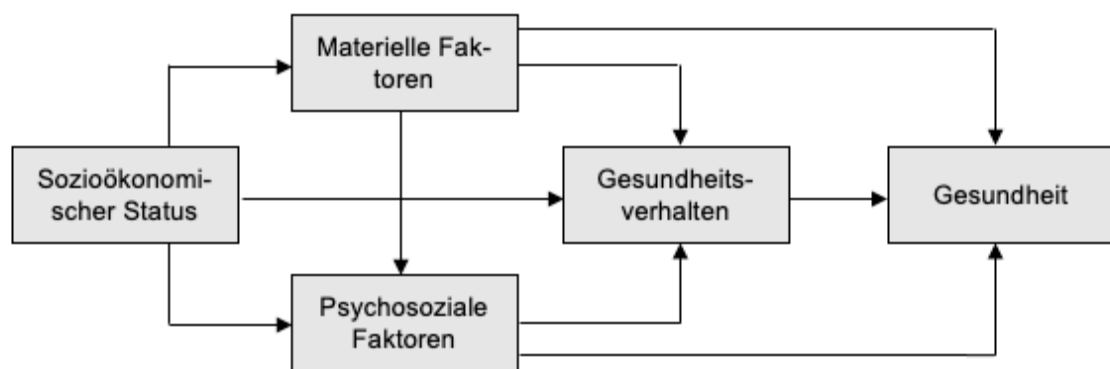 Materielle Fak-
toren
Sozioökonomi-
scher Status
Gesundheits-
verhalten
Gesundheit
Psychosoziale
Faktoren